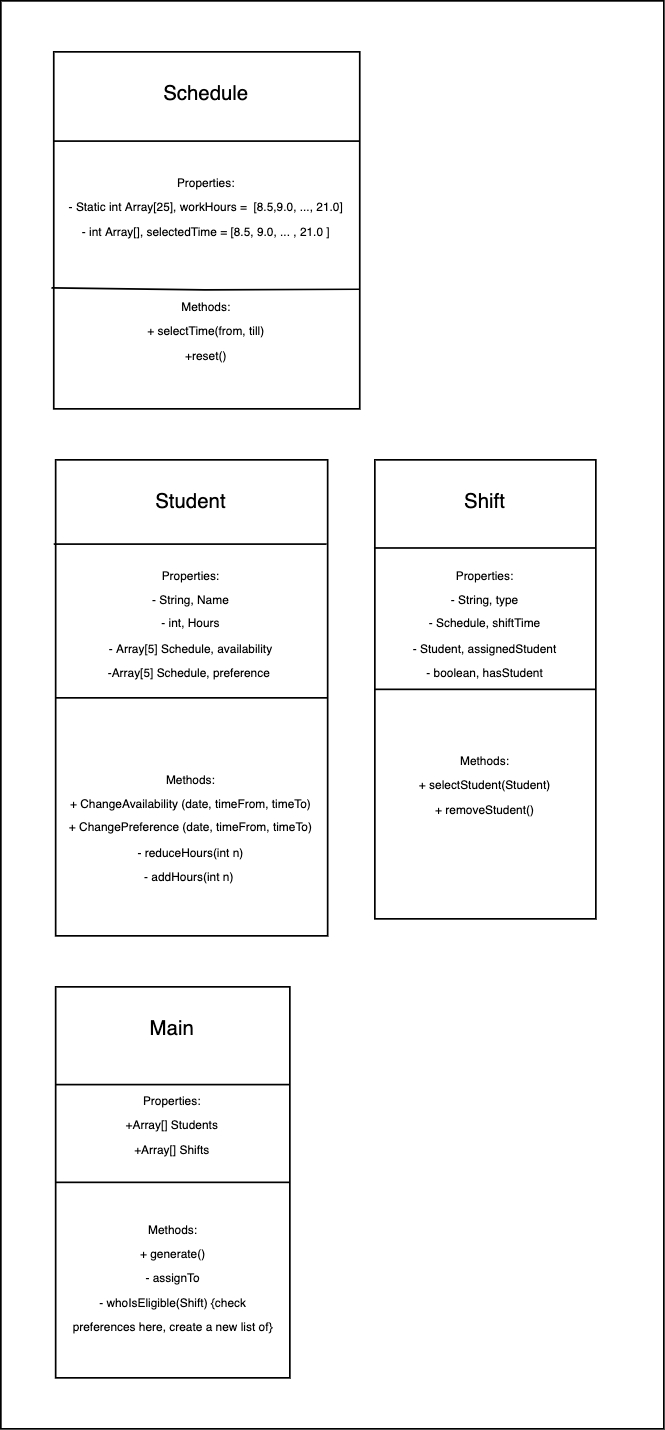 Schedule
Properties:
- Static int Array[25], workHours =  [8.5,9.0, ..., 21.0]
- int Array[], selectedTime = [8.5, 9.0, ... , 21.0 ]
Methods:
+ selectTime(from, till)
+reset()
Student
Properties:
- String, Name
- int, Hours
- Array[5] Schedule, availability
-Array[5] Schedule, preference
Methods:
+ ChangeAvailability (date, timeFrom, timeTo)
+ ChangePreference (date, timeFrom, timeTo)
- reduceHours(int n)
- addHours(int n)
Shift
Properties:
- String, type
- Schedule, shiftTime
- Student, assignedStudent
- boolean, hasStudent
Methods:
+ selectStudent(Student)
+ removeStudent()
Main
Properties:
+Array[] Students
+Array[] Shifts
Methods:
+ generate()
- assignTo
- whoIsEligible(Shift) {check
preferences here, create a new list of}